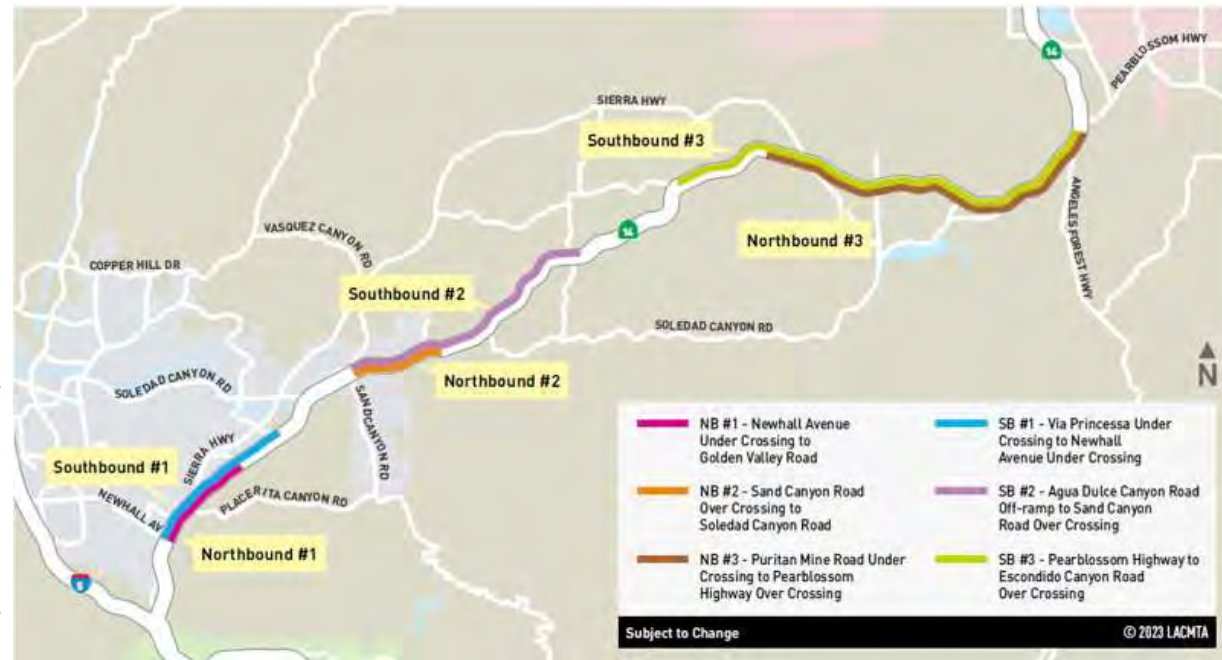 14
PEARBLOSSOM HWY
SIERRA HWY
Southbound #3
ANGELES FOREST HWY
14
Northbound #3
VASQUEZ CANYON RD
COPPER HILL DR
Southbound #2
SOLEDAD CANYON RD
Northbound #2
SOLEDAD CANYON RD
SANDCANYON RD
SIERRA HWY
Southbound #1
NEWHALL AV
PLACERITA CANYON RD
Northbound #1
5
N
NB #1 - Newhall Avenue
Under Crossing to
Golden Valley Road
NB #2 - Sand Canyon Road
Over Crossing to
Soledad Canyon Road
NB #3 - Puritan Mine Road Under
Crossing to Pearblossom
Highway Over Crossing
SB #1 - Via Princessa Under
Crossing to Newhall
Avenue Under Crossing
SB #2 - Agua Dulce Canyon Road
Off-ramp to Sand Canyon
Road Over Crossing
SB #3 - Pearblossom Highway to
Escondido Canyon Road
Over Crossing
Subject to Change
© 2023 LACMTA